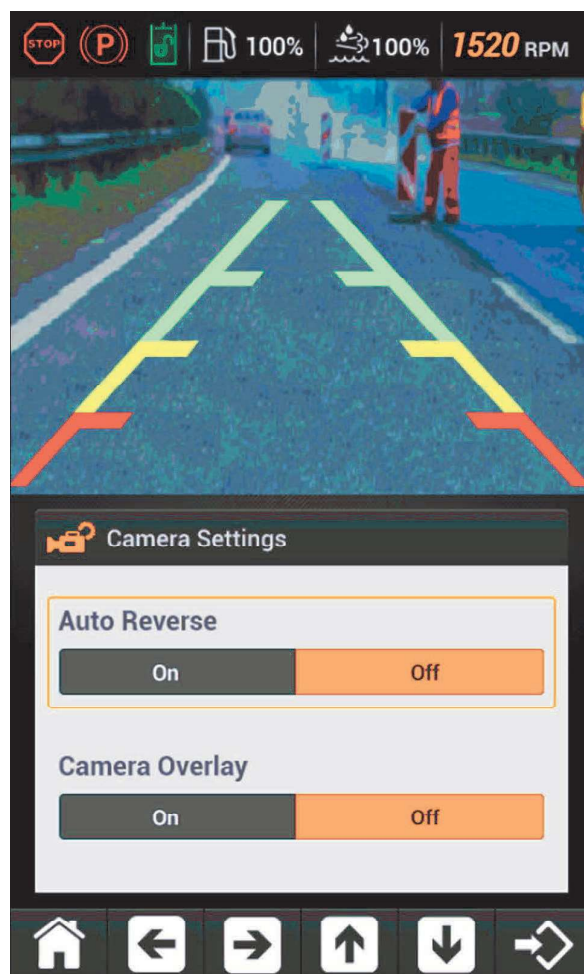 STOP P 100% 100% 1520 RPM
Camera Settings
Auto Reverse
On Off
Camera Overlay
On Off